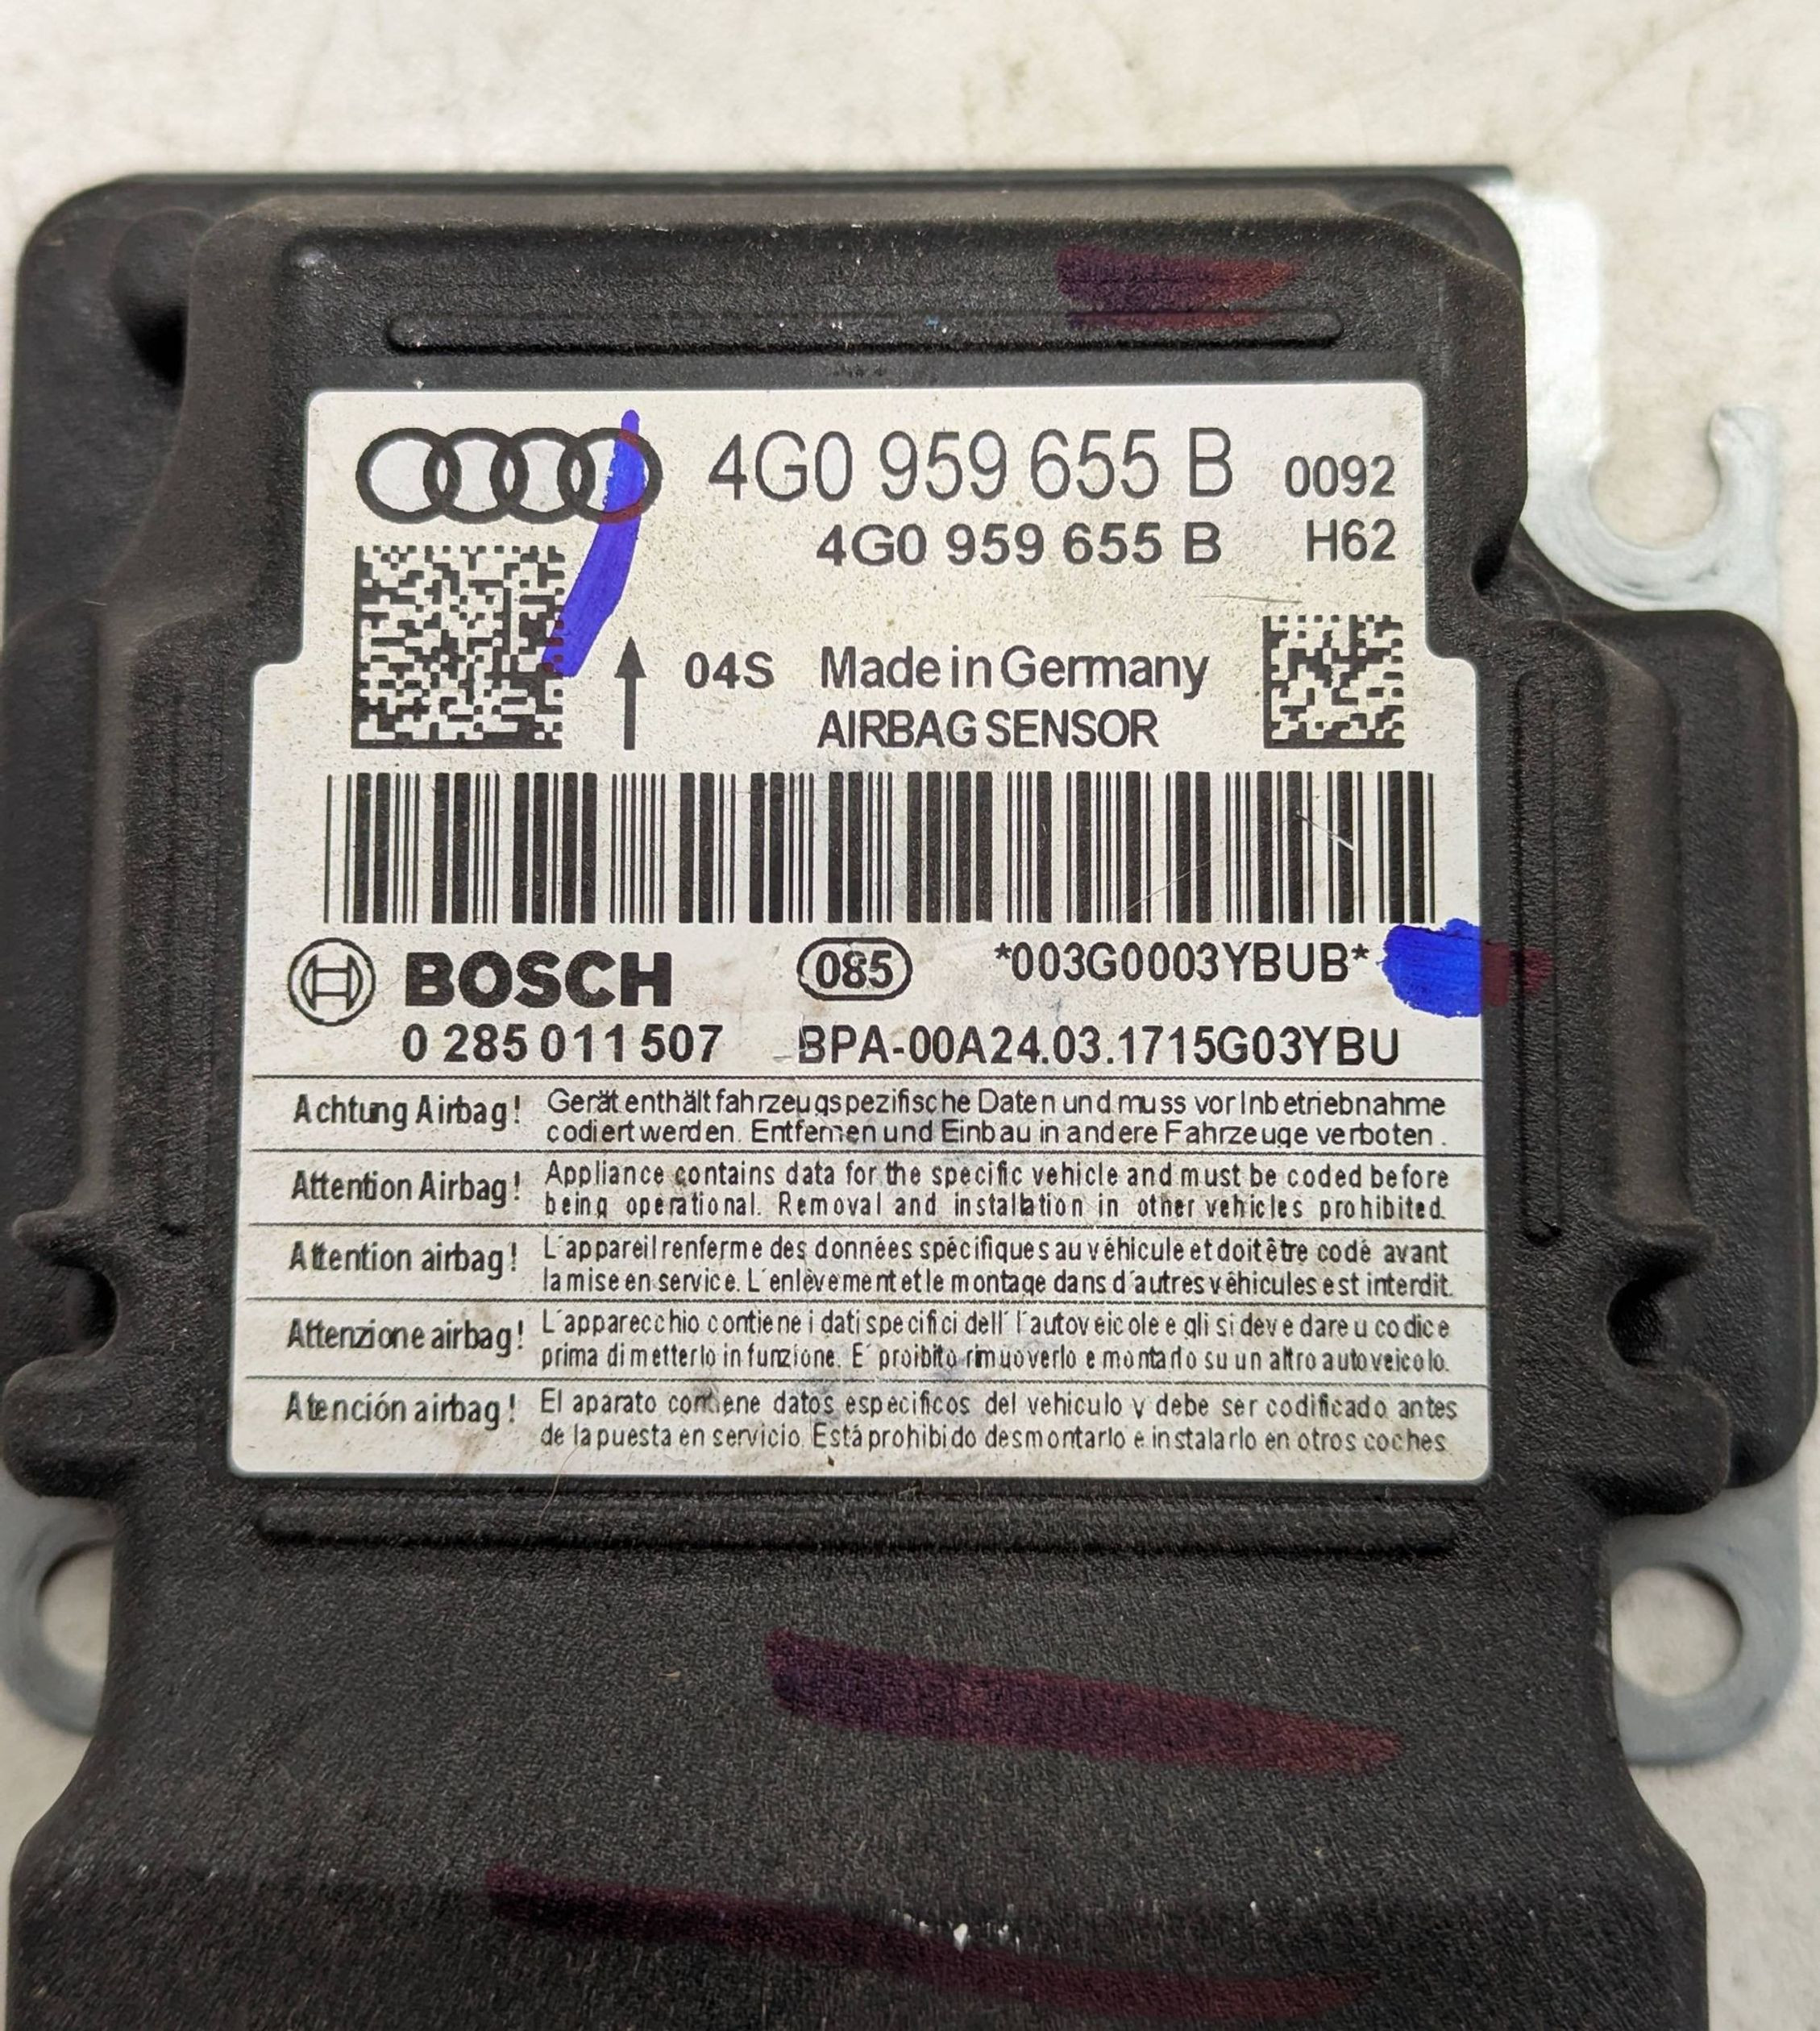 4G0 959 655 B 0092
4G0 959 655 B H62
04S Made in Germany
AIRBAG SENSOR
BOSCH 085 *003G0003YBUB*
0 285 011 507 BPA-00A24.03.1715G03YBU
Achtung Airbag! Gerät enthält fahrzeugspezifische Daten und muss vor Inbetriebnahme
codiert werden. Entfernen und Einbau in andere Fahrzeuge verboten.
Attention Airbag! Appliance contains data for the specific vehicle and must be coded before
being operational. Removal and installation in other vehicles prohibited.
Attention airbag! L´appareil renferme des données spécifiques au véhicule et doit être codé avant
la mise en service. L´enlèvement et le montage dans d´autres véhicules est interdit.
Attenzione airbag! L´apparecchio contiene i dati specifici dell´ l´autoveicole e gli si deve dare u codice
prima di metterlo in funzione. E´ proibito rimuoverlo e montarlo su un altro autoveicolo.
Atención airbag! El aparato contiene datos especificos del vehiculo y debe ser codificado antes
de la puesta en servicio. Está prohibido desmontarlo e instalarlo en otros coches